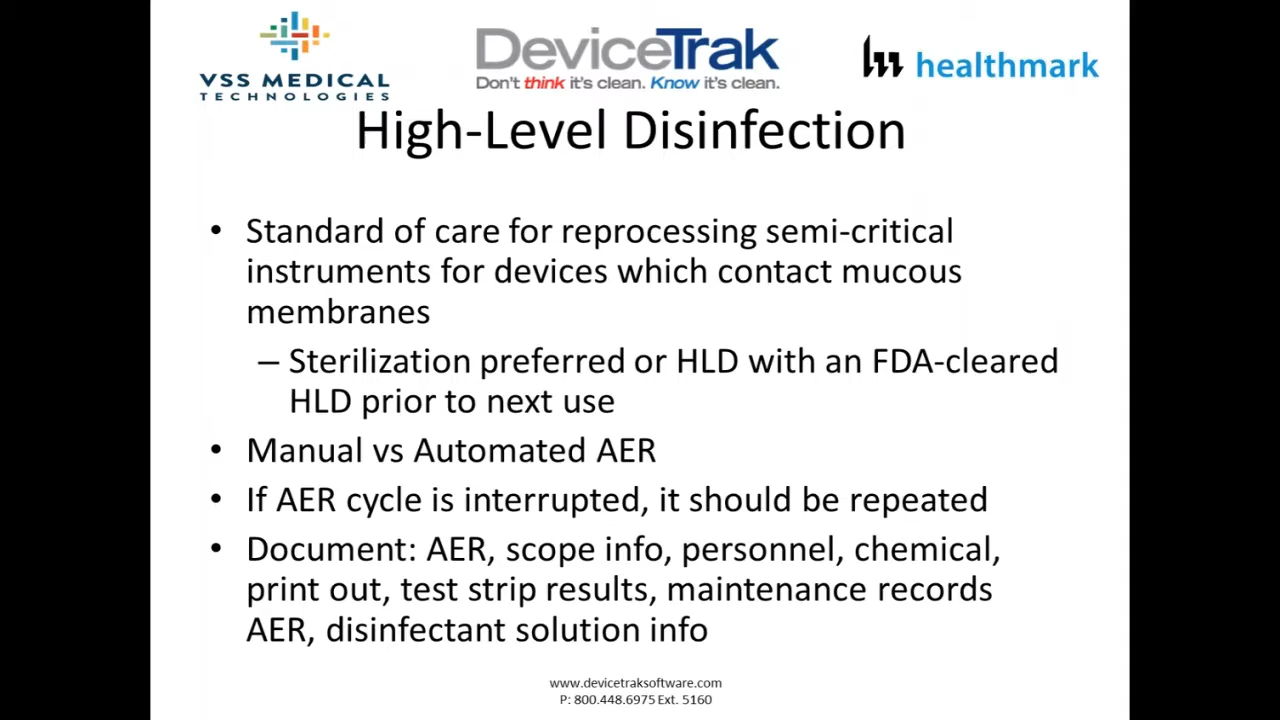 VSS MEDICAL
TECHNOLOGIES
DeviceTrak
Don't think it's clean. Know it's clean.
healthmark
High-Level Disinfection
• Standard of care for reprocessing semi-critical
instruments for devices which contact mucous
membranes
– Sterilization preferred or HLD with an FDA-cleared
HLD prior to next use
• Manual vs Automated AER
• If AER cycle is interrupted, it should be repeated
• Document: AER, scope info, personnel, chemical,
print out, test strip results, maintenance records
AER, disinfectant solution info
www.devicetraksoftware.com
P: 800.448.6975 Ext. 5160